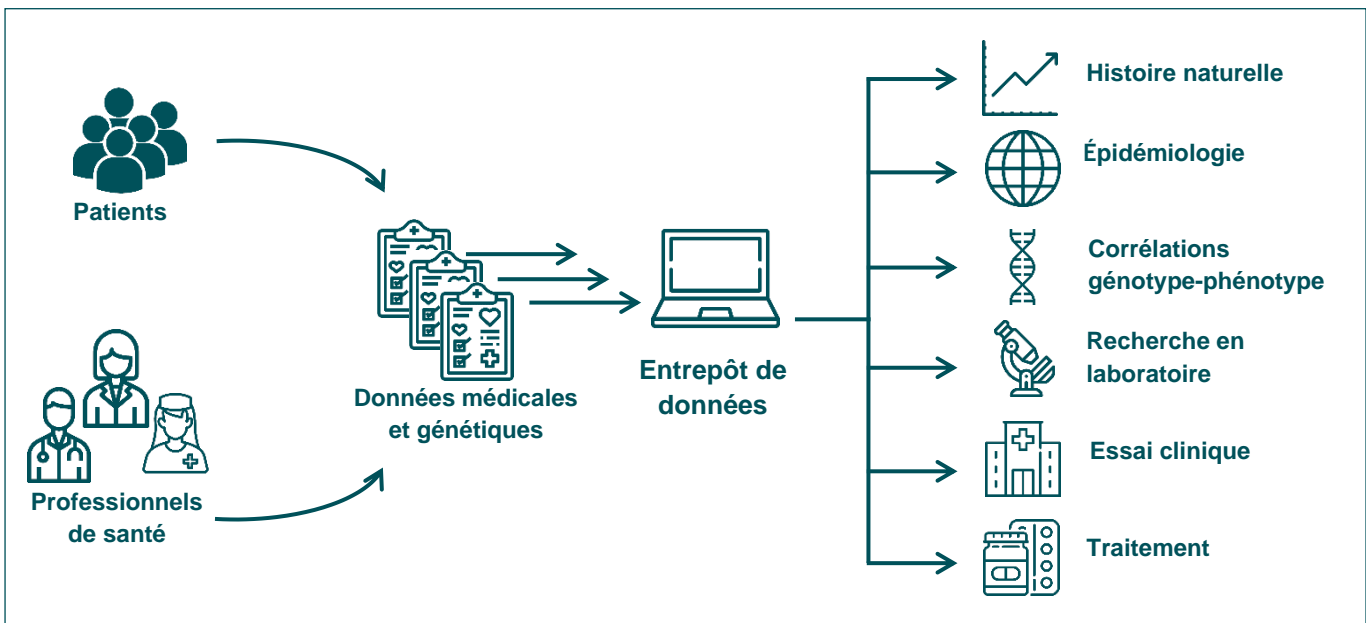 Patients
Professionnels
de santé
Données médicales
et génétiques
Entrepôt de
données
Histoire naturelle
Épidémiologie
Corrélations
génotype-phénotype
Recherche en
laboratoire
Essai clinique
Traitement